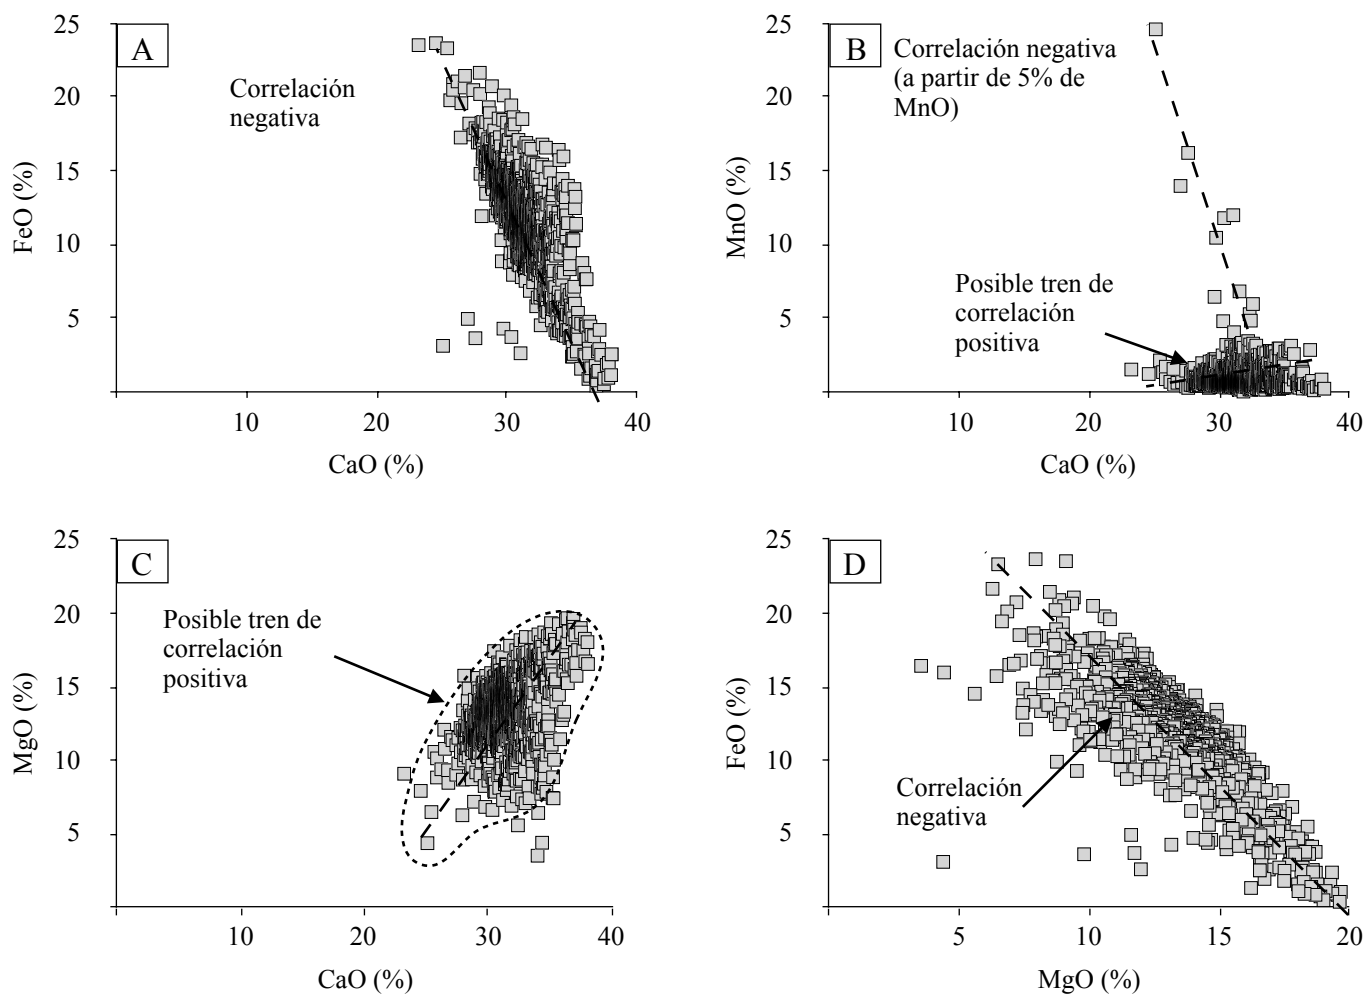 A
Correlación
negativa
25
20
15
10
5
FeO (%)
10
20
30
40
CaO (%)
B
Correlación negativa
(a partir de 5% de
MnO)
Posible tren de
correlación
positiva
25
20
15
10
5
MnO (%)
10
20
30
40
CaO (%)
C
Posible tren de
correlación
positiva
25
20
15
10
5
MgO (%)
10
20
30
40
CaO (%)
D
Correlación
negativa
25
20
15
10
5
FeO (%)
5
10
15
20
MgO (%)